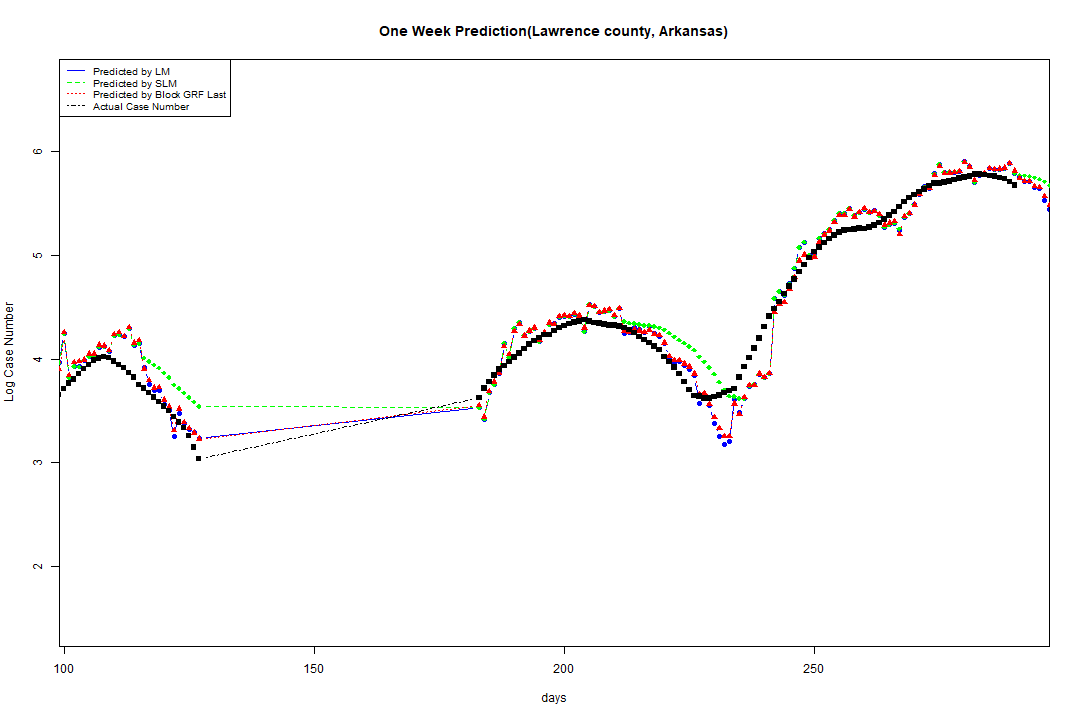 One Week Prediction(Lawrence county, Arkansas)
Predicted by LM
Predicted by SLM
Predicted by Block GRF Last
Actual Case Number
6
5
4
3
2
Log Case Number
100 150 200 250
days